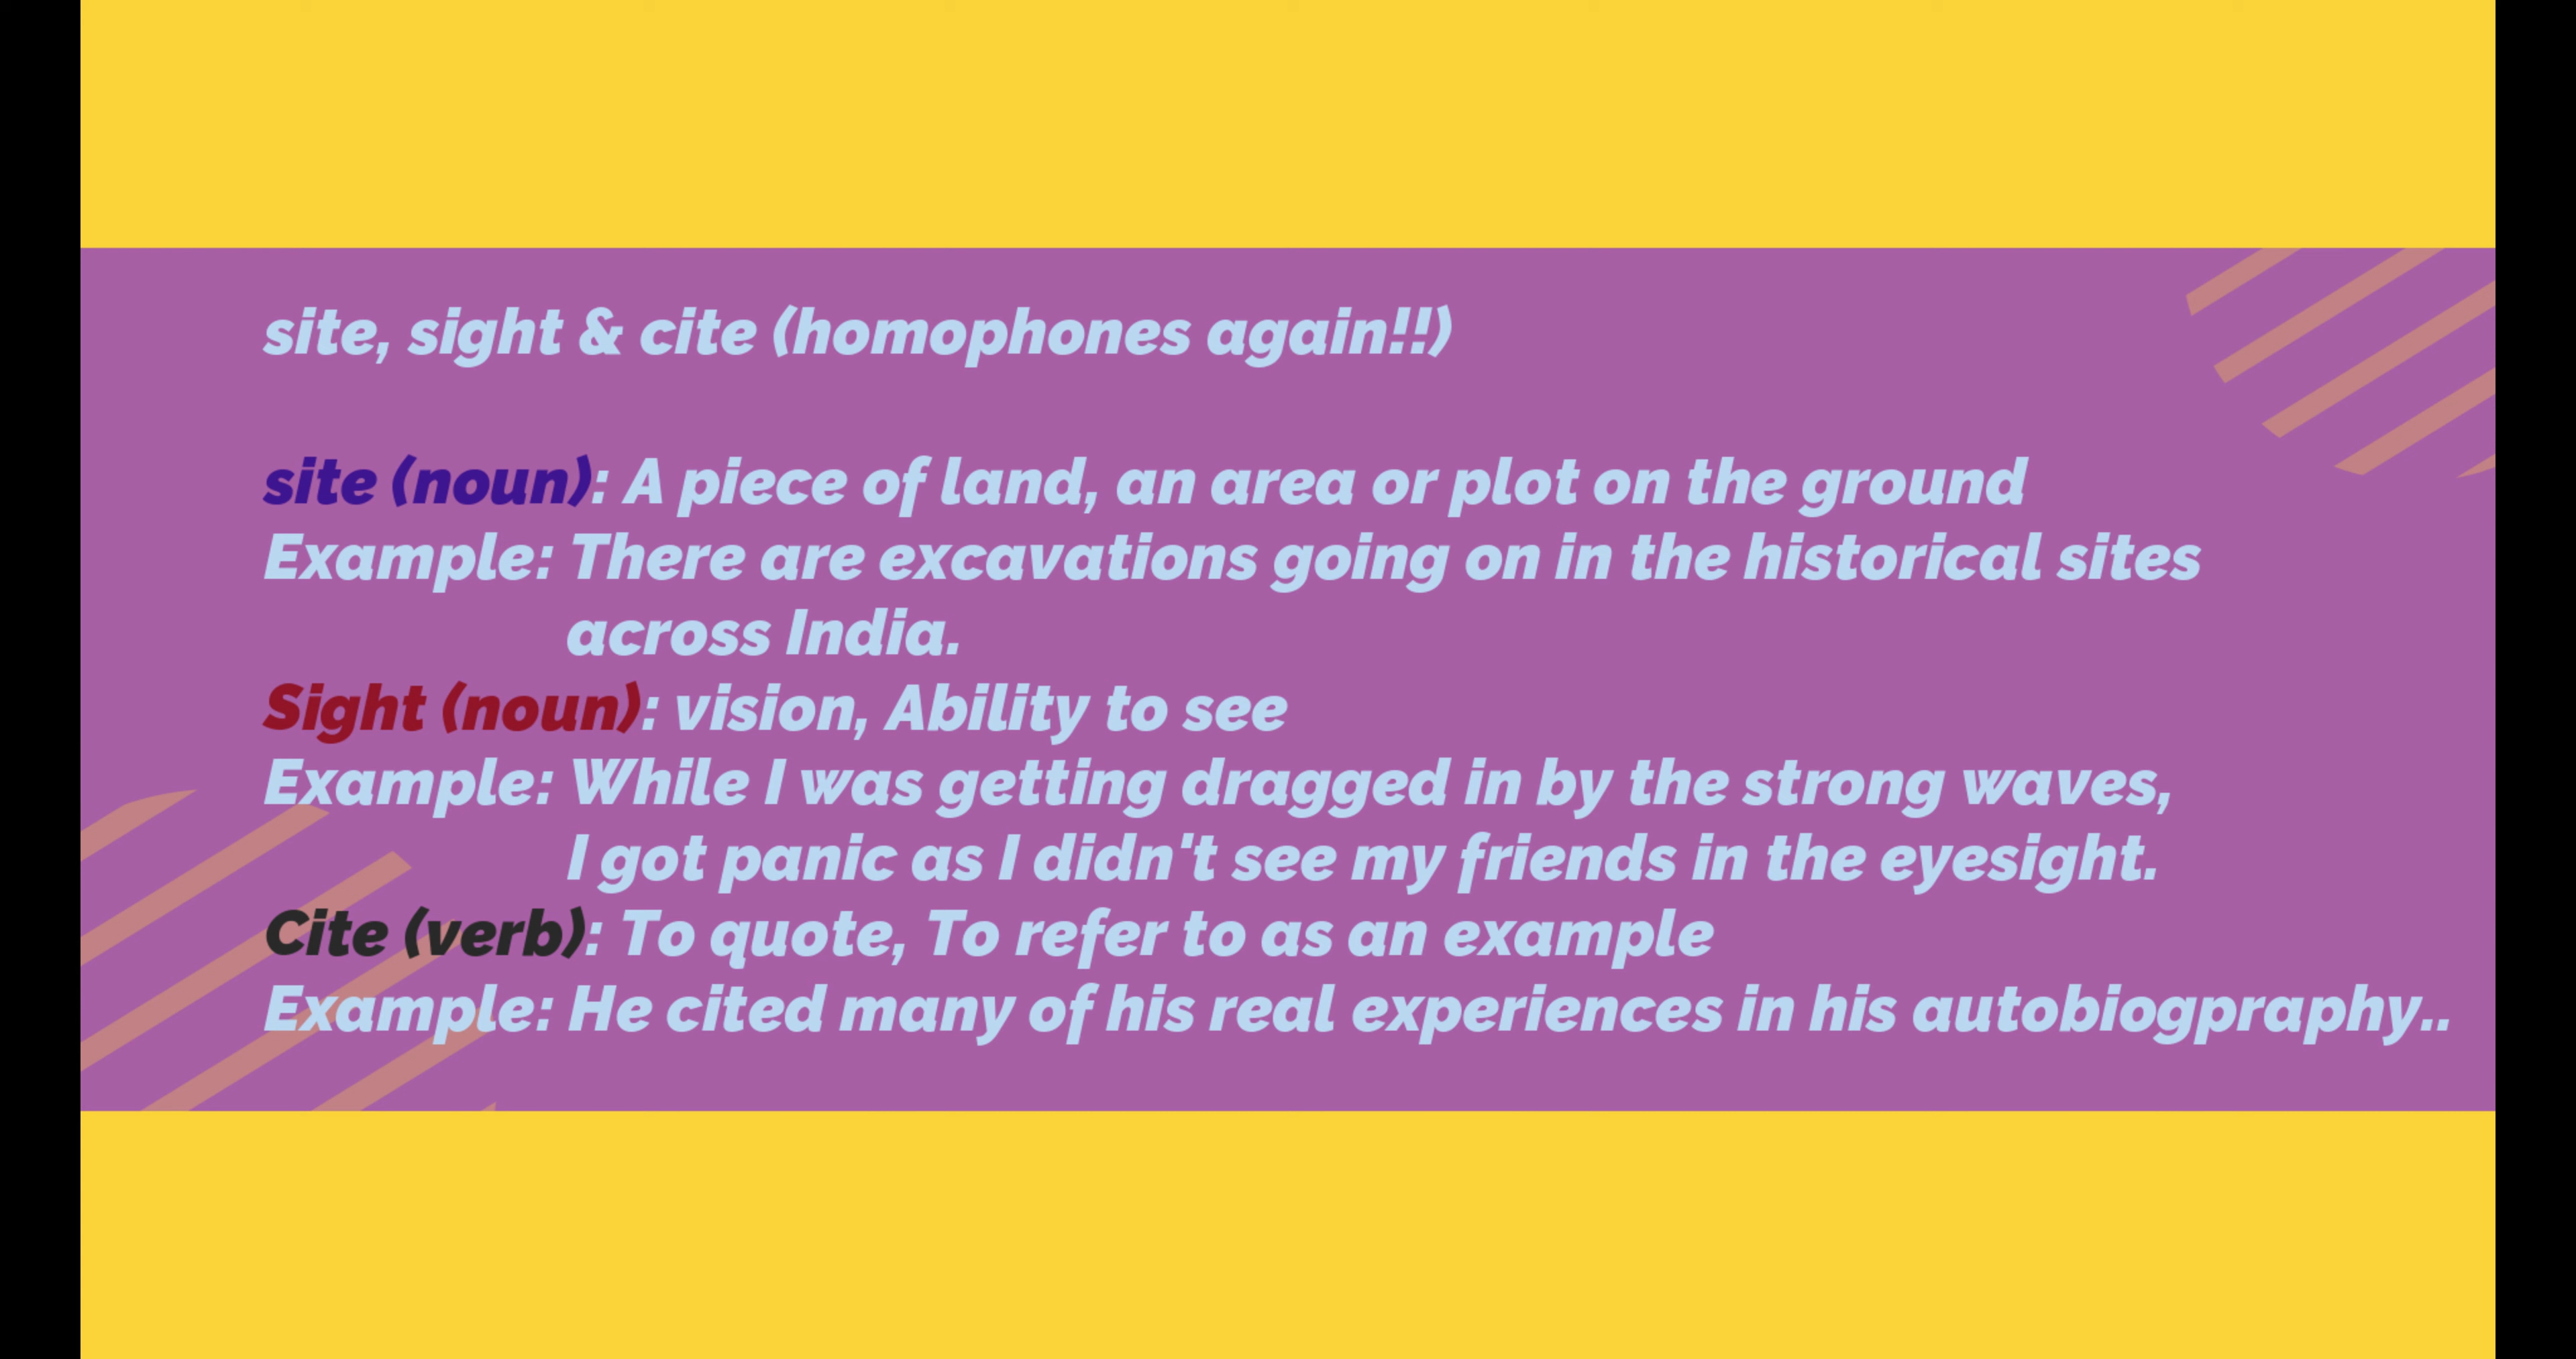 site, sight & cite (homophones again!!)
site (noun): A piece of land, an area or plot on the ground
Example: There are excavations going on in the historical sites
across India.
Sight (noun): vision, Ability to see
Example: While I was getting dragged in by the strong waves,
I got panic as I didn't see my friends in the eyesight.
Cite (verb): To quote, To refer to as an example
Example: He cited many of his real experiences in his autobiogpraphy..